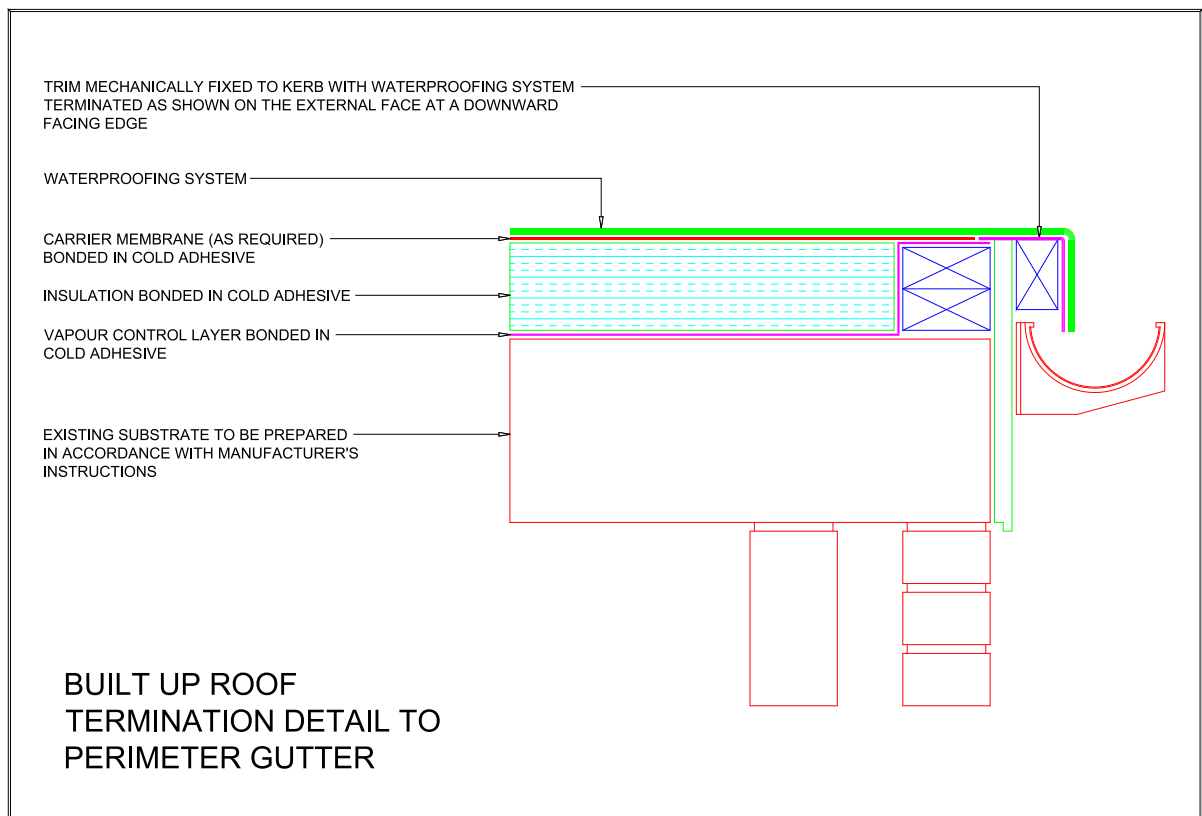 TRIM MECHANICALLY FIXED TO KERB WITH WATERPROOFING SYSTEM
TERMINATED AS SHOWN ON THE EXTERNAL FACE AT A DOWNWARD
FACING EDGE
WATERPROOFING SYSTEM
CARRIER MEMBRANE (AS REQUIRED)
BONDED IN COLD ADHESIVE
INSULATION BONDED IN COLD ADHESIVE
VAPOUR CONTROL LAYER BONDED IN
COLD ADHESIVE
EXISTING SUBSTRATE TO BE PREPARED
IN ACCORDANCE WITH MANUFACTURER'S
INSTRUCTIONS
BUILT UP ROOF
TERMINATION DETAIL TO
PERIMETER GUTTER